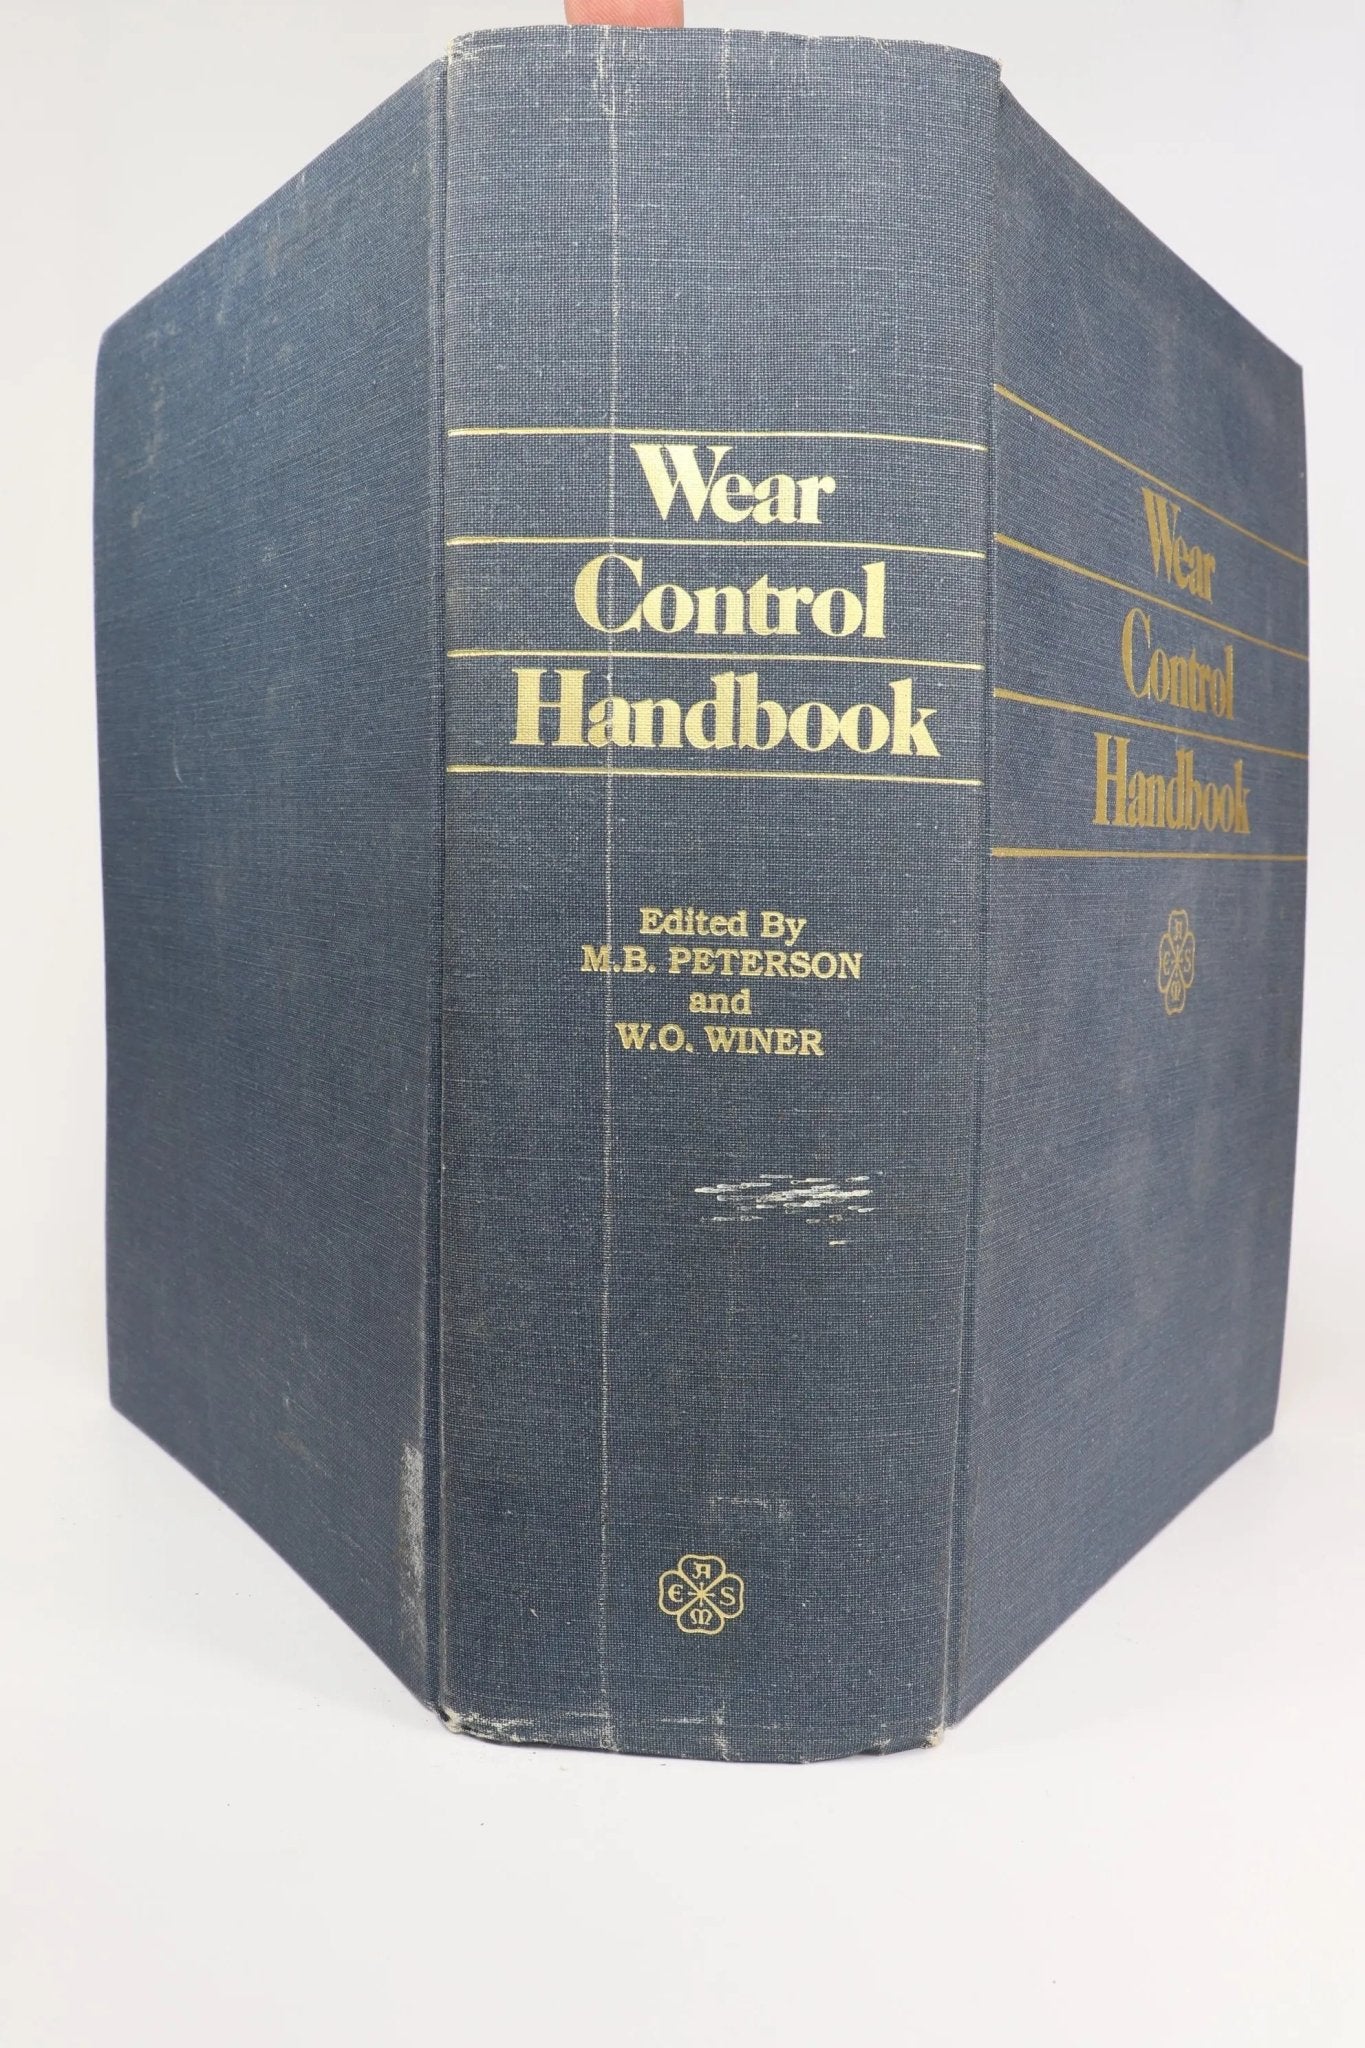 Wear
Control
Handbook
Edited By
M.B. PETERSON
and
W.O. WINER
A
E S
M
Wear
Control
Handbook
A
E S
M